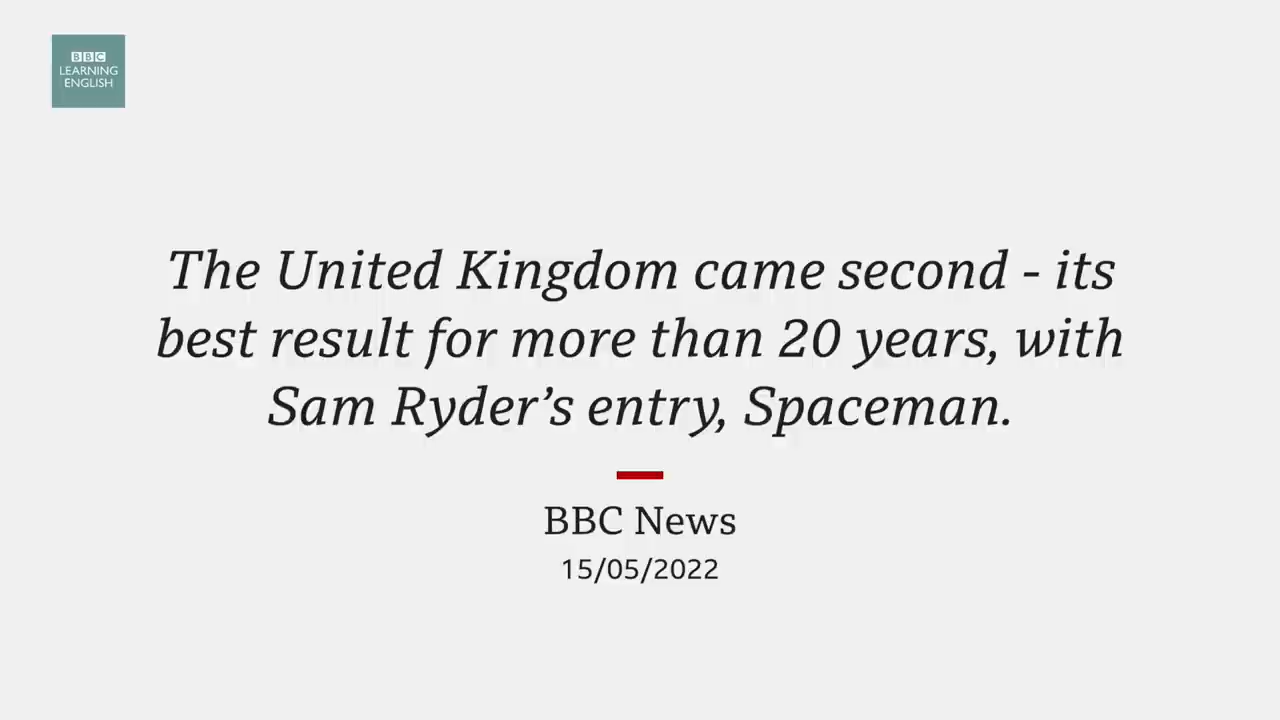 BBC
LEARNING
ENGLISH
The United Kingdom came second - its
best result for more than 20 years, with
Sam Ryder’s entry, Spaceman.
BBC News
15/05/2022